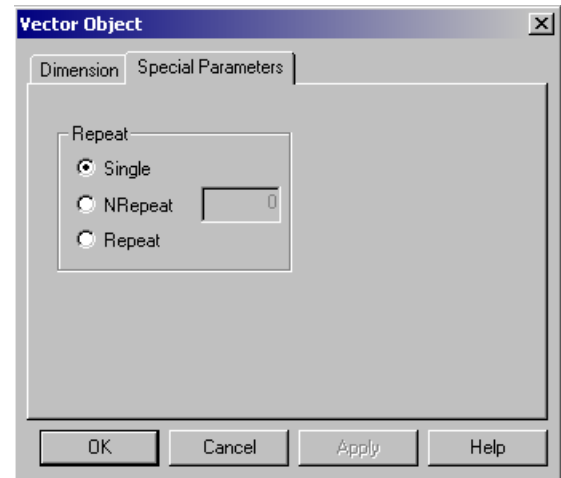 Vector Object
Dimension Special Parameters
Repeat
Single
NRepeat 0
Repeat
OK Cancel Apply Help